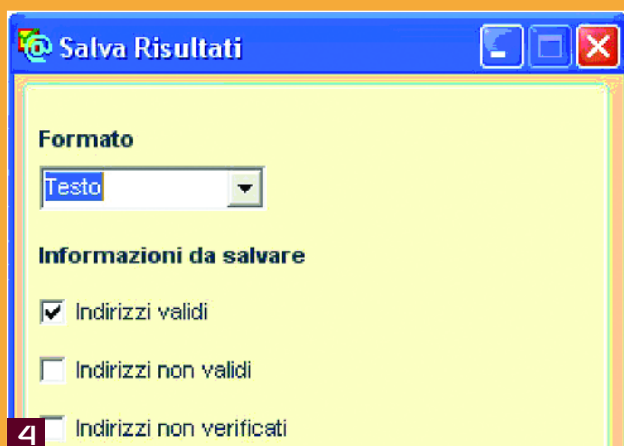 Salva Risultati
Formato
Testo
Informazioni da salvare
Indirizzi validi
Indirizzi non validi
Indirizzi non verificati
4